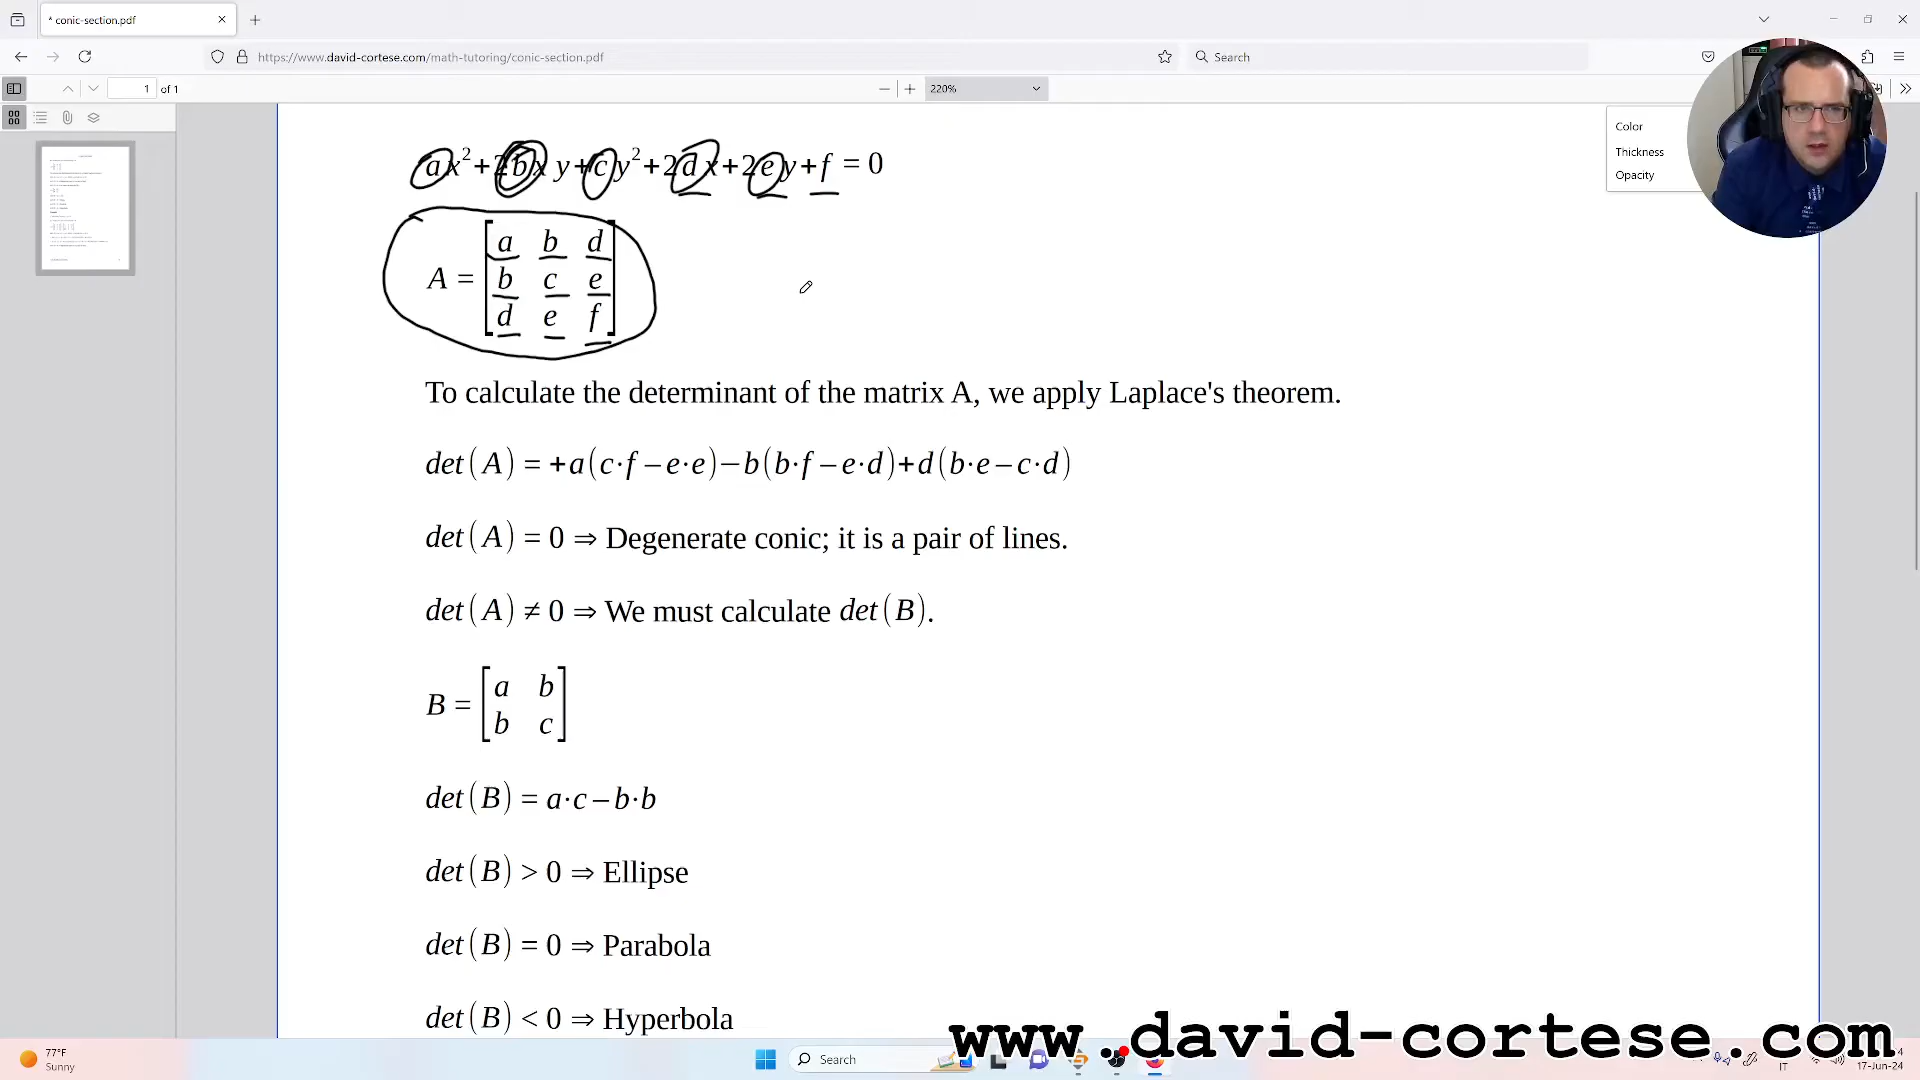 * conic-section.pdf
https://www.david-cortese.com/math-tutoring/conic-section.pdf
Search
1 of 1
220%
Color
Thickness
Opacity
ax²+2bxy+cy²+2dx+2ey+f=0
A = [a b d
b c e
d e f]
To calculate the determinant of the matrix A, we apply Laplace's theorem.
det(A) = +a(c·f–e·e)–b(b·f–e·d)+d(b·e–c·d)
det(A) = 0 ⇒ Degenerate conic; it is a pair of lines.
det(A) ≠ 0 ⇒ We must calculate det(B).
B = [a b
b c]
det(B) = a·c–b·b
det(B) > 0 ⇒ Ellipse
det(B) = 0 ⇒ Parabola
det(B) < 0 ⇒ Hyperbola
www.david-cortese.com
77°F
Sunny
Search
IT
17-Jun-24